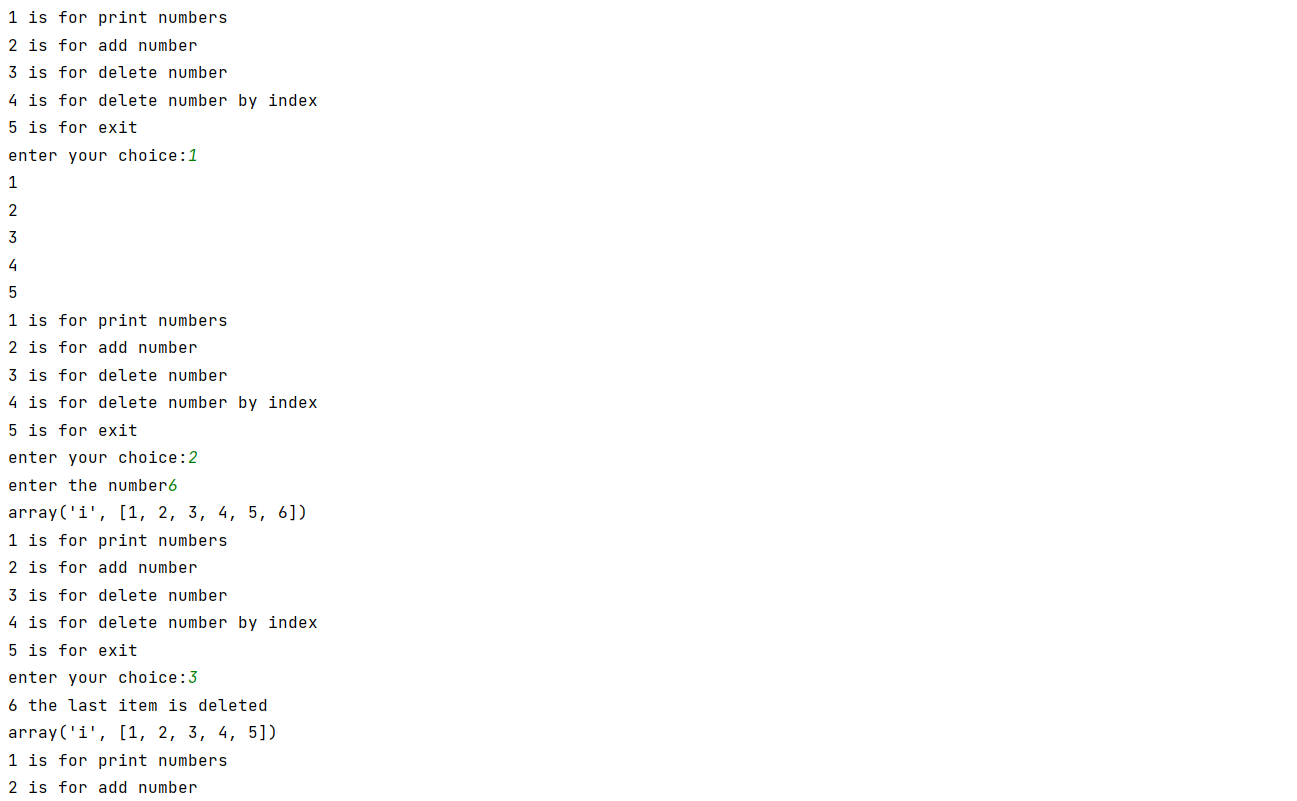 1 is for print numbers
2 is for add number
3 is for delete number
4 is for delete number by index
5 is for exit
enter your choice:1
1
2
3
4
5
1 is for print numbers
2 is for add number
3 is for delete number
4 is for delete number by index
5 is for exit
enter your choice:2
enter the number6
array('i', [1, 2, 3, 4, 5, 6])
1 is for print numbers
2 is for add number
3 is for delete number
4 is for delete number by index
5 is for exit
enter your choice:3
6 the last item is deleted
array('i', [1, 2, 3, 4, 5])
1 is for print numbers
2 is for add number